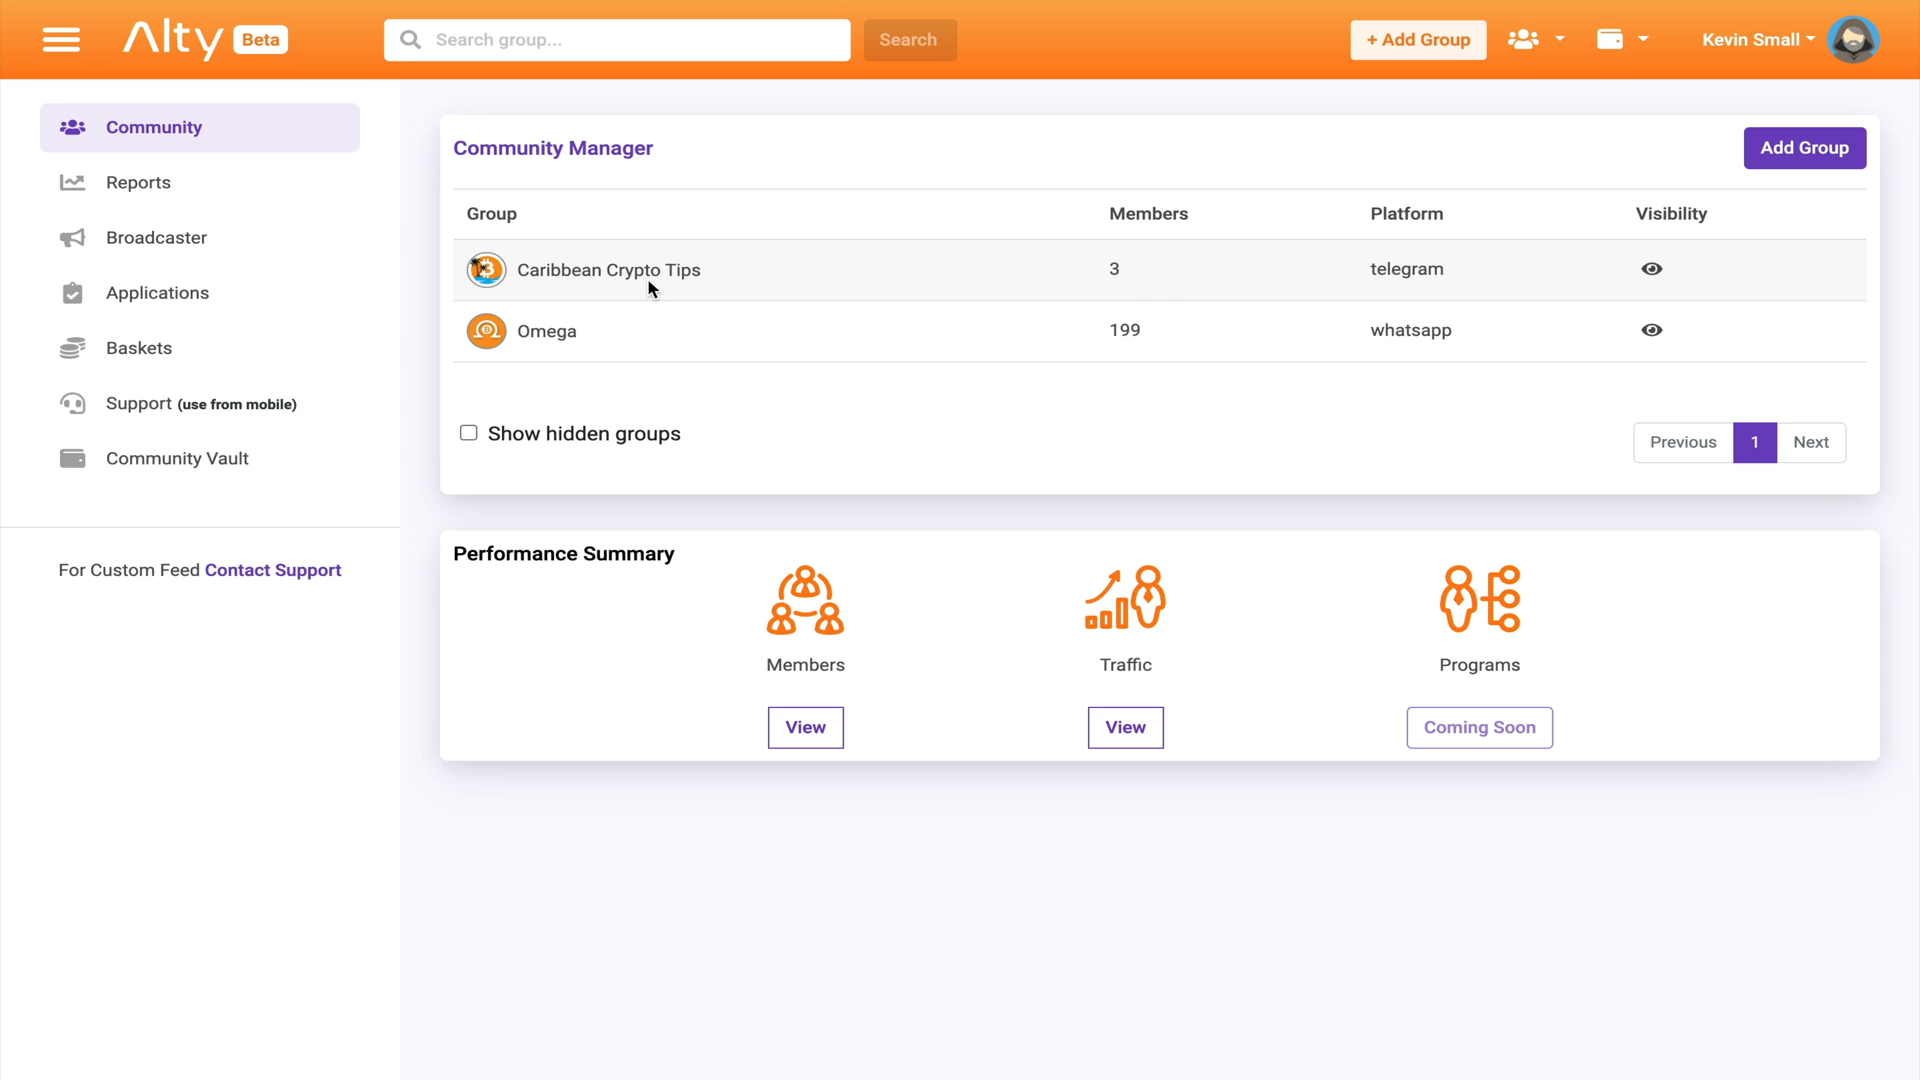 Alty Beta
Search group...
Search
+ Add Group
Kevin Small
Community
Reports
Broadcaster
Applications
Baskets
Support (use from mobile)
Community Vault
For Custom Feed Contact Support
Community Manager
Add Group
Group Members Platform Visibility
Caribbean Crypto Tips 3 telegram
Omega 199 whatsapp
Show hidden groups
Previous 1 Next
Performance Summary
Members Traffic Programs
View View Coming Soon